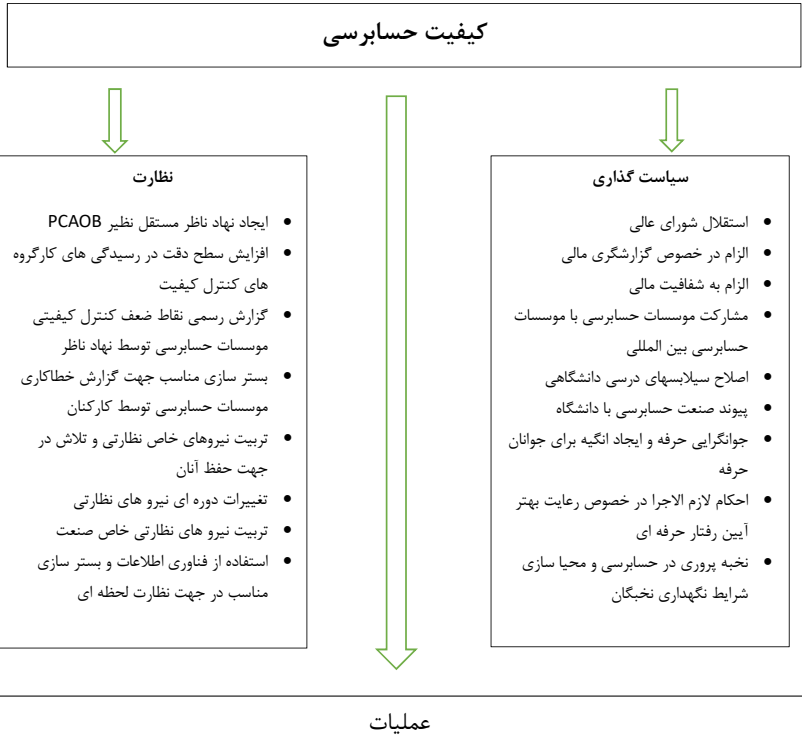 کیفیت حسابرسی
سیاست گذاری
• استقلال شورای عالی
• الزام در خصوص گزارشگری مالی
• الزام به شفافیت مالی
• مشارکت موسسات حسابرسی با موسسات
حسابرسی بین المللی
• اصلاح سیلابسهای درسی دانشگاهی
• پیوند صنعت حسابرسی با دانشگاه
• جوانگرایی حرفه و ایجاد انگیه برای جوانان
حرفه
• احکام لازم الاجرا در خصوص رعایت بهتر
آیین رفتار حرفه ای
• نخبه پروری در حسابرسی و محیا سازی
شرایط نگهداری نخبگان
نظارت
• ایجاد نهاد ناظر مستقل نظیر PCAOB
• افزایش سطح دقت در رسیدگی های کارگروه
های کنترل کیفیت
• گزارش رسمی نقاط ضعف کنترل کیفیتی
موسسات حسابرسی توسط نهاد ناظر
• بستر سازی مناسب جهت گزارش خطاکاری
موسسات حسابرسی توسط کارکنان
• تربیت نیروهای خاص نظارتی و تلاش در
جهت حفظ آنان
• تغییرات دوره ای نیرو های نظارتی
• تربیت نیرو های نظارتی خاص صنعت
• استفاده از فناوری اطلاعات و بستر سازی
مناسب در جهت نظارت لحظه ای
عملیات